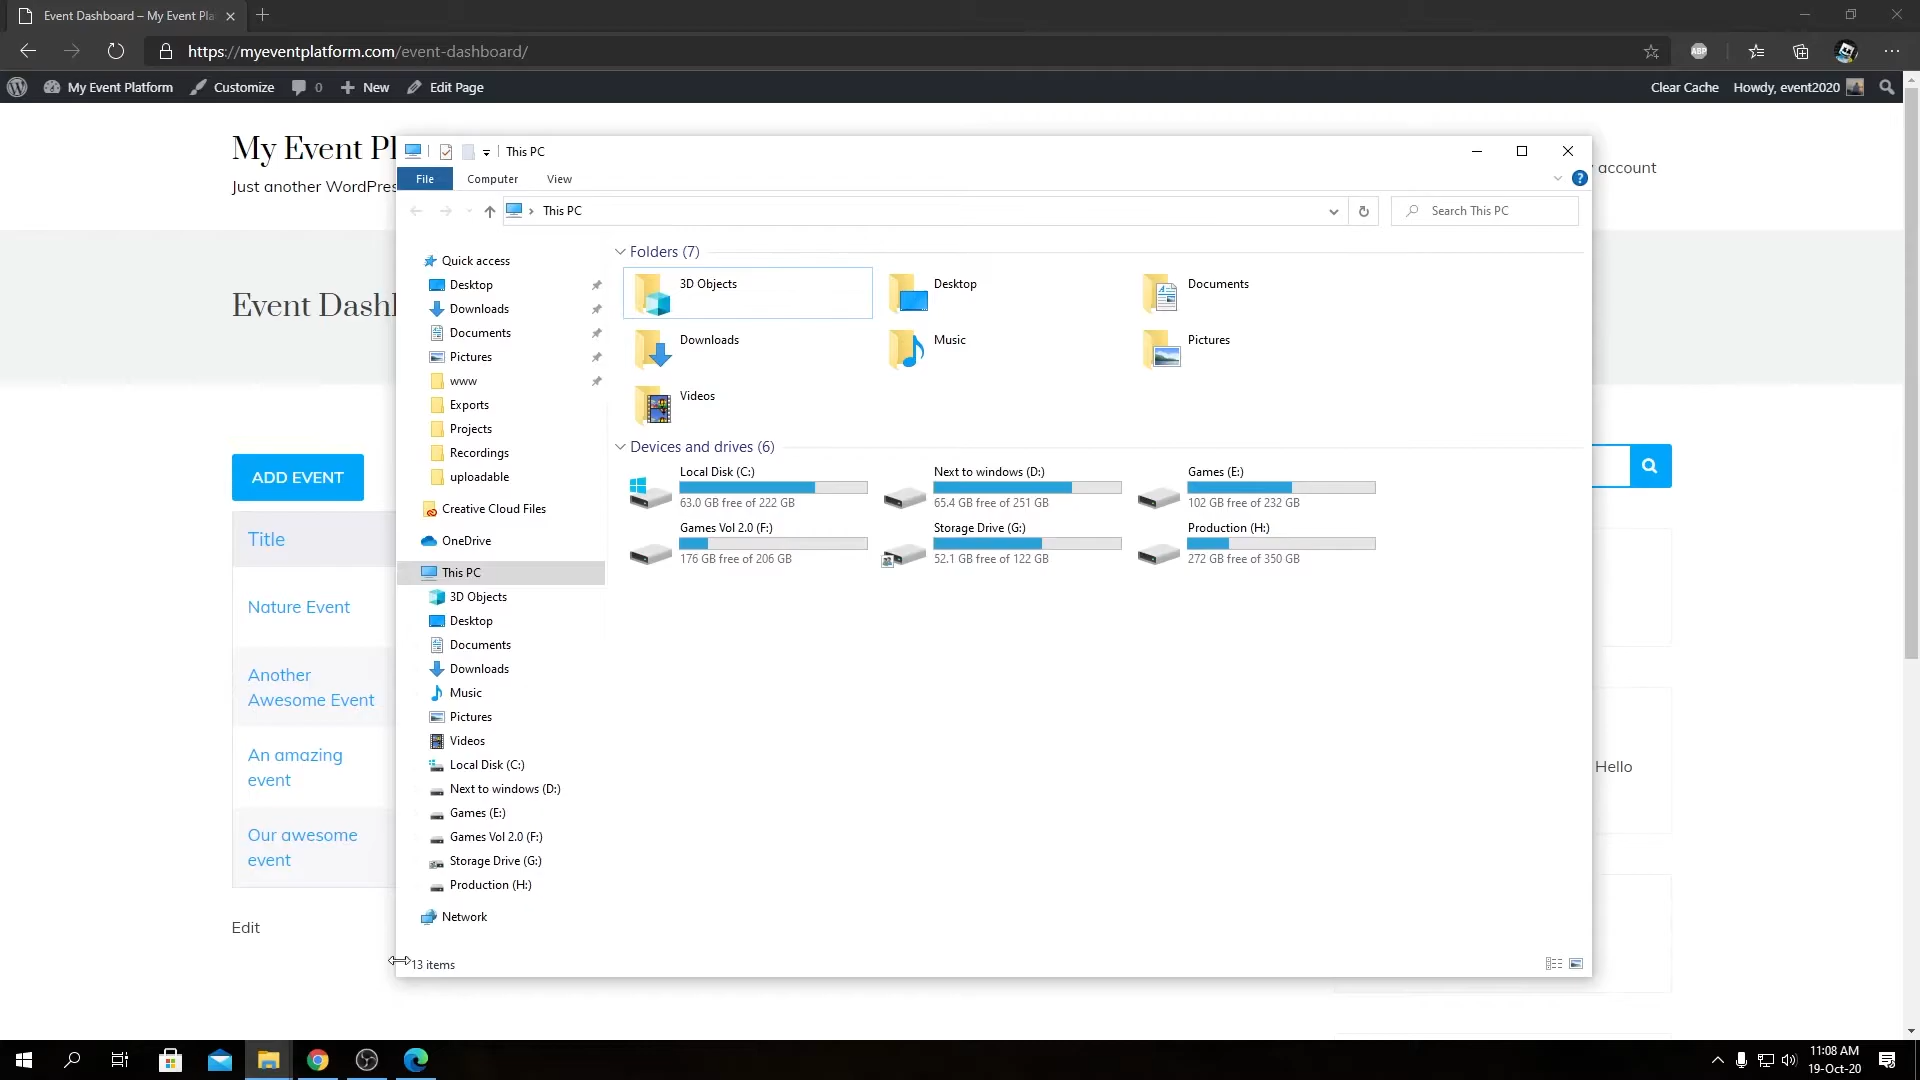 Event Dashboard – My Event Pla
https://myeventplatform.com/event-dashboard/
ABP
My Event Platform
Customize
0
New
Edit Page
Clear Cache
Howdy, event2020
My Event Pl
Just another WordPres
account
Event Dash
ADD EVENT
Title
Nature Event
Another
Awesome Event
An amazing
event
Our awesome
event
Edit
Hello
This PC
File
Computer
View
?
This PC
Search This PC
Quick access
Desktop
Downloads
Documents
Pictures
www
Exports
Projects
Recordings
uploadable
Creative Cloud Files
OneDrive
This PC
3D Objects
Desktop
Documents
Downloads
Music
Pictures
Videos
Local Disk (C:)
Next to windows (D:)
Games (E:)
Games Vol 2.0 (F:)
Storage Drive (G:)
Production (H:)
Network
Folders (7)
3D Objects
Desktop
Documents
Downloads
Music
Pictures
Videos
Devices and drives (6)
Local Disk (C:)
63.0 GB free of 222 GB
Next to windows (D:)
65.4 GB free of 251 GB
Games (E:)
102 GB free of 232 GB
Games Vol 2.0 (F:)
176 GB free of 206 GB
Storage Drive (G:)
52.1 GB free of 122 GB
Production (H:)
272 GB free of 350 GB
13 items
11:08 AM
19-Oct-20